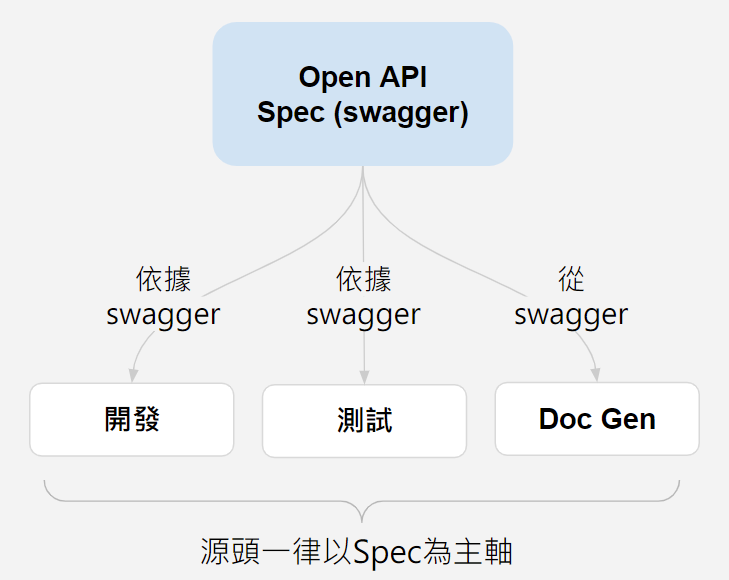 Open API
Spec (swagger)
依據
swagger
依據
swagger
從
swagger
開發
測試
Doc Gen
源頭一律以Spec為主軸